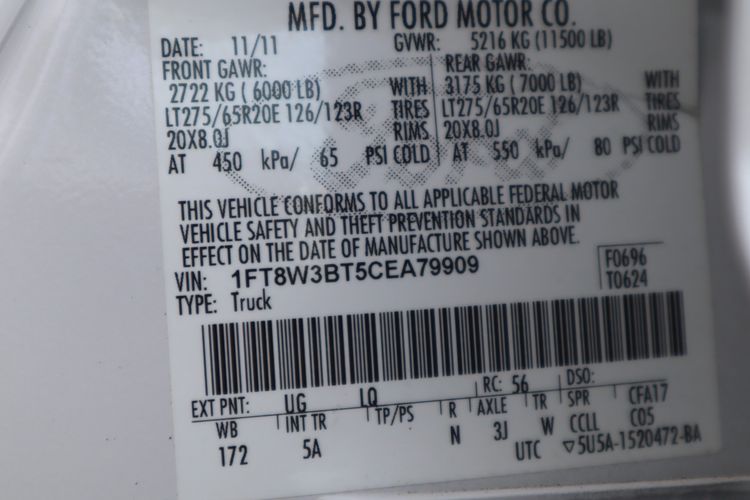 MFD. BY FORD MOTOR CO.
DATE: 11/11 GVWR: 5216 KG (11500 LB)
FRONT GAWR: REAR GAWR:
2722 KG ( 6000 LB) WITH 3175 KG ( 7000 LB) WITH
LT275/65R20E 126/123R TIRES LT275/65R20E 126/123R TIRES
20X8.0J RIMS 20X8.0J RIMS
AT 450 kPa/ 65 PSI COLD AT 550 kPa/ 80 PSI COLD
THIS VEHICLE CONFORMS TO ALL APPLICABLE FEDERAL MOTOR
VEHICLE SAFETY AND THEFT PREVENTION STANDARDS IN
EFFECT ON THE DATE OF MANUFACTURE SHOWN ABOVE.
VIN: 1FT8W3BT5CEA79909 F0696
TYPE: Truck T0624
EXT PNT: UG LQ RC: 56 DSO:
WB INT TR TP/PS R AXLE TR SPR CFA17
172 5A N 3J W CCLL C05
UTC ▽5U5A-1520472-BA